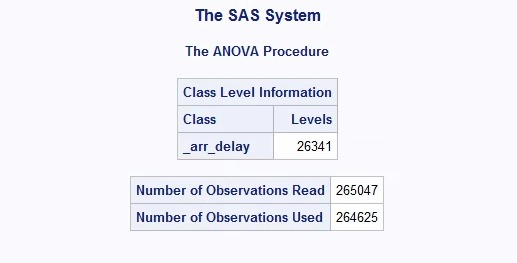 The SAS System
The ANOVA Procedure
Class Level Information
Class Levels
_arr_delay 26341
Number of Observations Read 265047
Number of Observations Used 264625